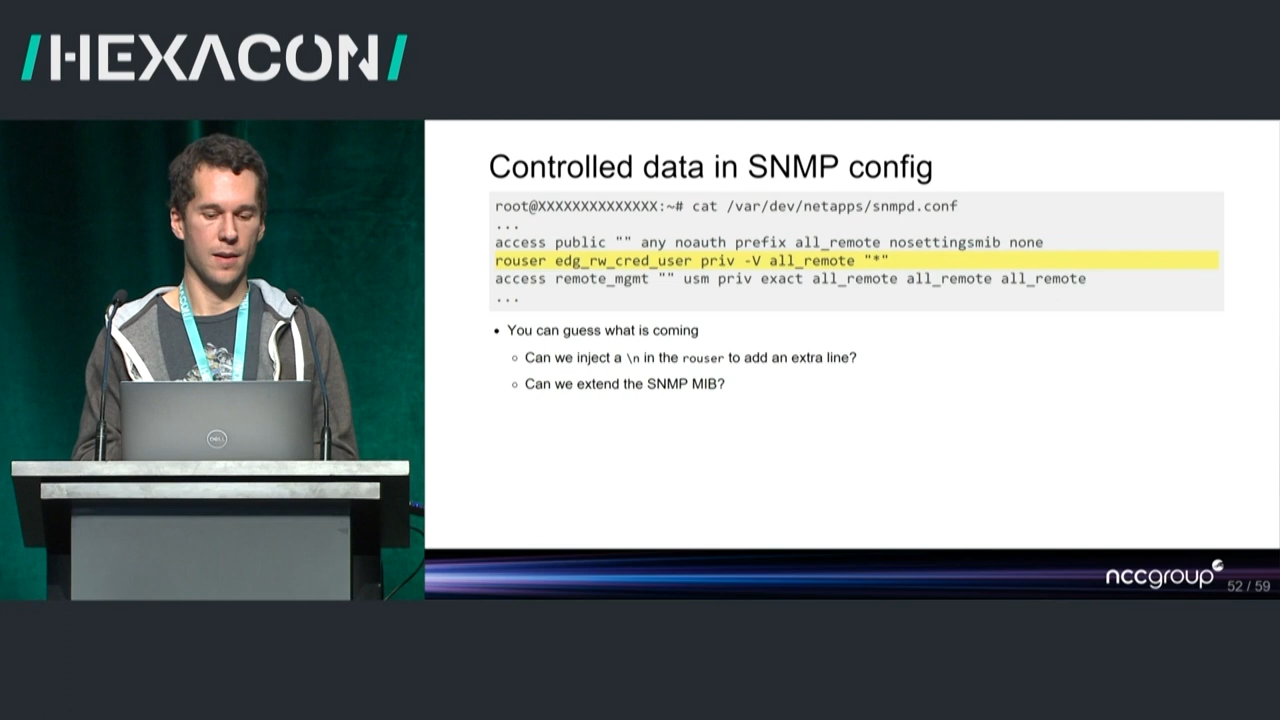 /HEXACON/
Controlled data in SNMP config
root@XXXXXXXXXXXXXX:~# cat /var/dev/netapps/snmpd.conf
...
access public "" any noauth prefix all_remote nosettingsmib none
rouser edg_rw_cred_user priv -V all_remote "*"
access remote_mgmt "" usm priv exact all_remote all_remote all_remote
...
• You can guess what is coming
○ Can we inject a \n in the rouser to add an extra line?
○ Can we extend the SNMP MIB?
DELL
nccgroup
52 / 59